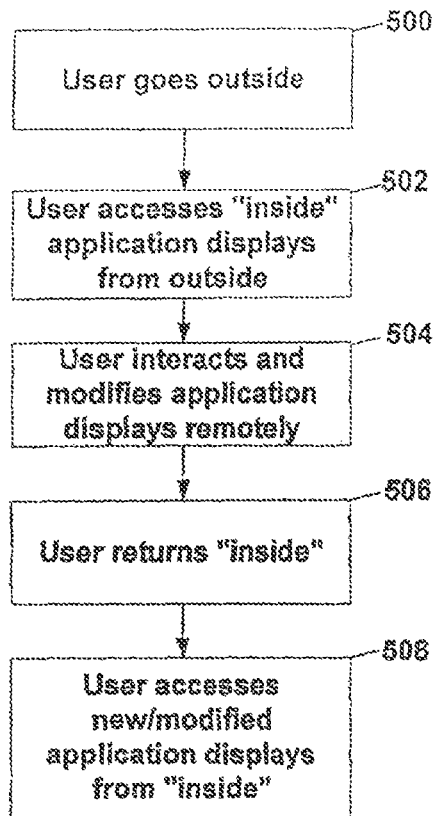 500
User goes outside
502
User accesses "inside"
application displays
from outside
504
User interacts and
modifies application
displays remotely
506
User returns "inside"
508
User accesses
new/modified
application displays
from "inside"